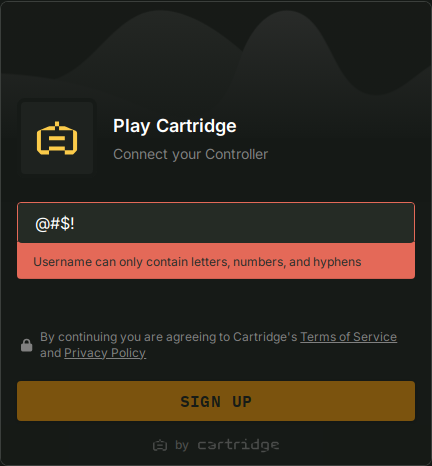 Play Cartridge
Connect your Controller
@#$!
Username can only contain letters, numbers, and hyphens
By continuing you are agreeing to Cartridge's Terms of Service
and Privacy Policy
SIGN UP
by cartridge